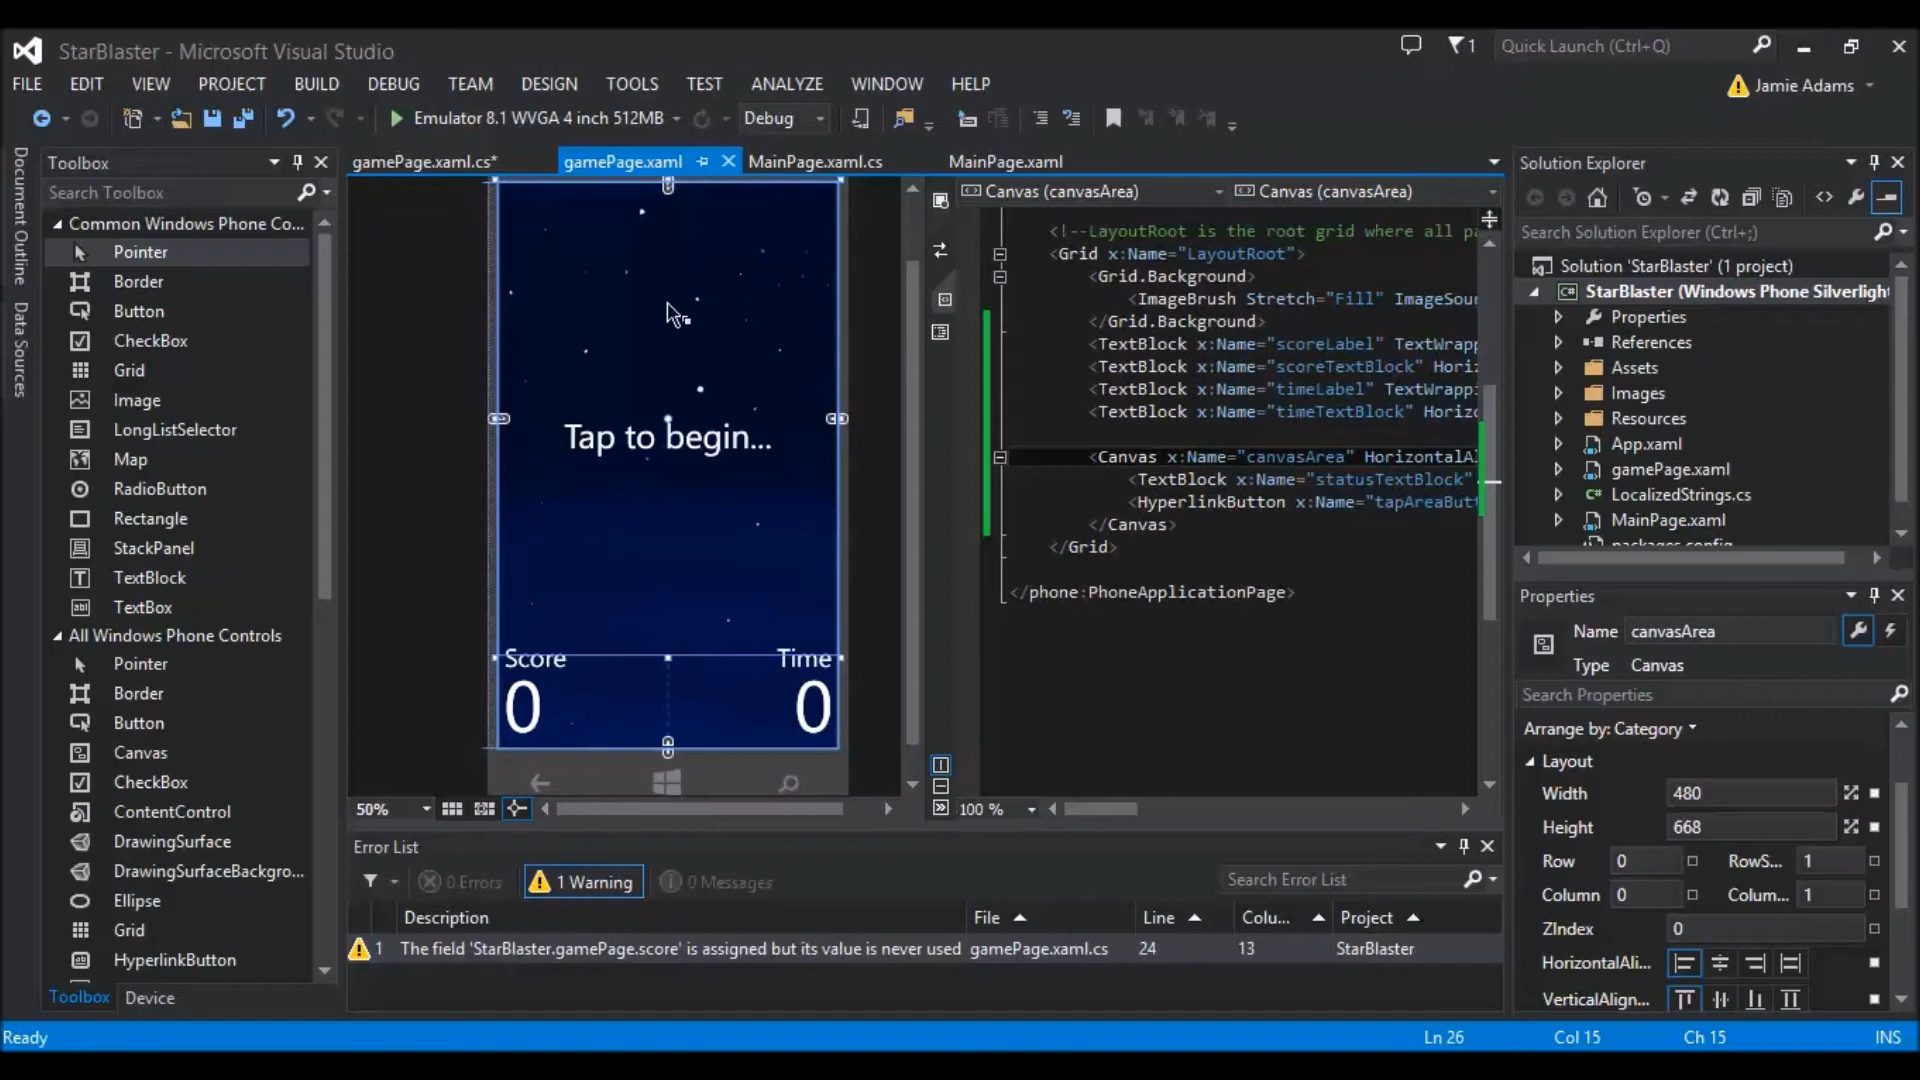 StarBlaster - Microsoft Visual Studio
1
Quick Launch (Ctrl+Q)
FILE EDIT VIEW PROJECT BUILD DEBUG TEAM DESIGN TOOLS TEST ANALYZE WINDOW HELP
Jamie Adams
Emulator 8.1 WVGA 4 inch 512MB
Debug
Document Outline
Data Sources
Toolbox
Search Toolbox
Common Windows Phone Co...
Pointer
Border
Button
CheckBox
Grid
Image
LongListSelector
Map
RadioButton
Rectangle
StackPanel
TextBlock
TextBox
All Windows Phone Controls
Pointer
Border
Button
Canvas
CheckBox
ContentControl
DrawingSurface
DrawingSurfaceBackgro...
Ellipse
Grid
HyperlinkButton
Toolbox
Device
gamePage.xaml.cs*
gamePage.xaml
MainPage.xaml.cs
MainPage.xaml
Tap to begin...
Score
Time
0
0
50%
Canvas (canvasArea)
Canvas (canvasArea)
<!--LayoutRoot is the root grid where all pa
<Grid x:Name="LayoutRoot">
<Grid.Background>
<ImageBrush Stretch="Fill" ImageSour
</Grid.Background>
<TextBlock x:Name="scoreLabel" TextWrapp
<TextBlock x:Name="scoreTextBlock" Horiz
<TextBlock x:Name="timeLabel" TextWrappi
<TextBlock x:Name="timeTextBlock" Horizo
<Canvas x:Name="canvasArea" HorizontalAl
<TextBlock x:Name="statusTextBlock"
<HyperlinkButton x:Name="tapAreaButt
</Canvas>
</Grid>
</phone:PhoneApplicationPage>
100 %
Error List
0 Errors
1 Warning
0 Messages
Search Error List
Description File Line Colu... Project
1 The field 'StarBlaster.gamePage.score' is assigned but its value is never used gamePage.xaml.cs 24 13 StarBlaster
Solution Explorer
Search Solution Explorer (Ctrl+;)
Solution 'StarBlaster' (1 project)
C# StarBlaster (Windows Phone Silverlight
Properties
References
Assets
Images
Resources
App.xaml
gamePage.xaml
C# LocalizedStrings.cs
MainPage.xaml
packages.config
Properties
Name canvasArea
Type Canvas
Search Properties
Arrange by: Category
Layout
Width 480
Height 668
Row 0 RowS... 1
Column 0 Colum... 1
ZIndex 0
HorizontalAli...
VerticalAlign...
Ready
Ln 26
Col 15
Ch 15
INS